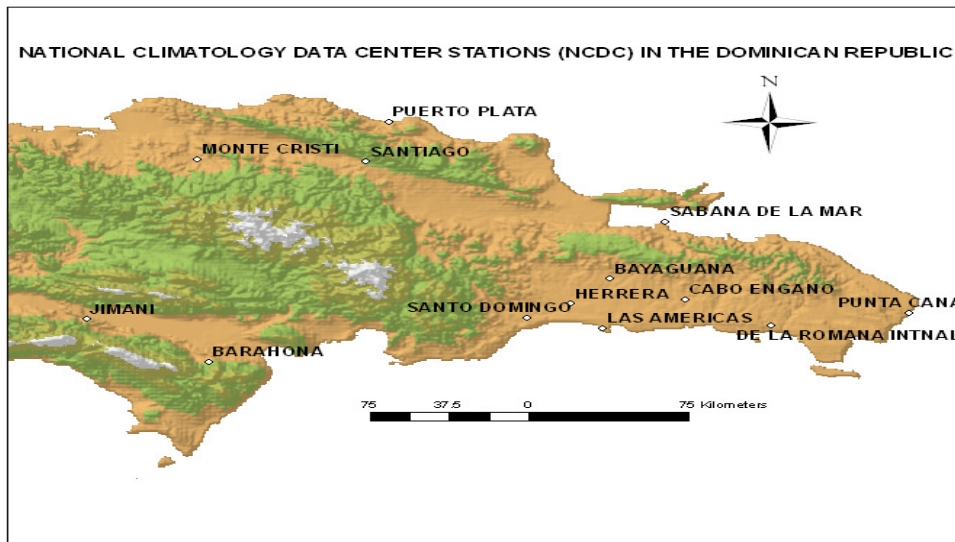 NATIONAL CLIMATOLOGY DATA CENTER STATIONS (NCDC) IN THE DOMINICAN REPUBLIC
N
PUERTO PLATA
MONTE CRISTI
SANTIAGO
SABANA DE LA MAR
BAYAGUANA
HERRERA
CABO ENGANO
JIMANI
SANTO DOMINGO
LAS AMERICAS
PUNTA CANA
DE LA ROMANA INTNAL
BARAHONA
75 37.5 0 75 Kilometers